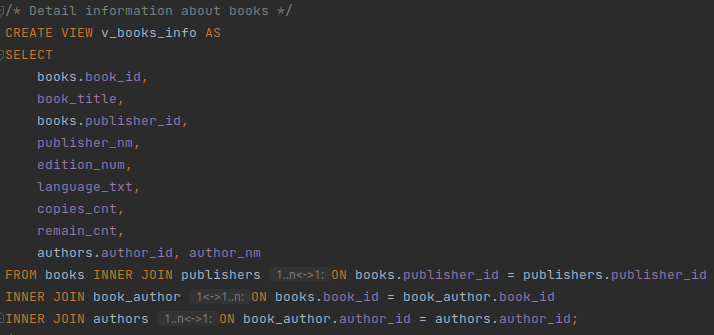 /* Detail information about books */
CREATE VIEW v_books_info AS
SELECT
books.book_id,
book_title,
books.publisher_id,
publisher_nm,
edition_num,
language_txt,
copies_cnt,
remain_cnt,
authors.author_id, author_nm
FROM books INNER JOIN publishers 1..n<->1: ON books.publisher_id = publishers.publisher_id
INNER JOIN book_author 1<->1..n: ON books.book_id = book_author.book_id
INNER JOIN authors 1..n<->1: ON book_author.author_id = authors.author_id;